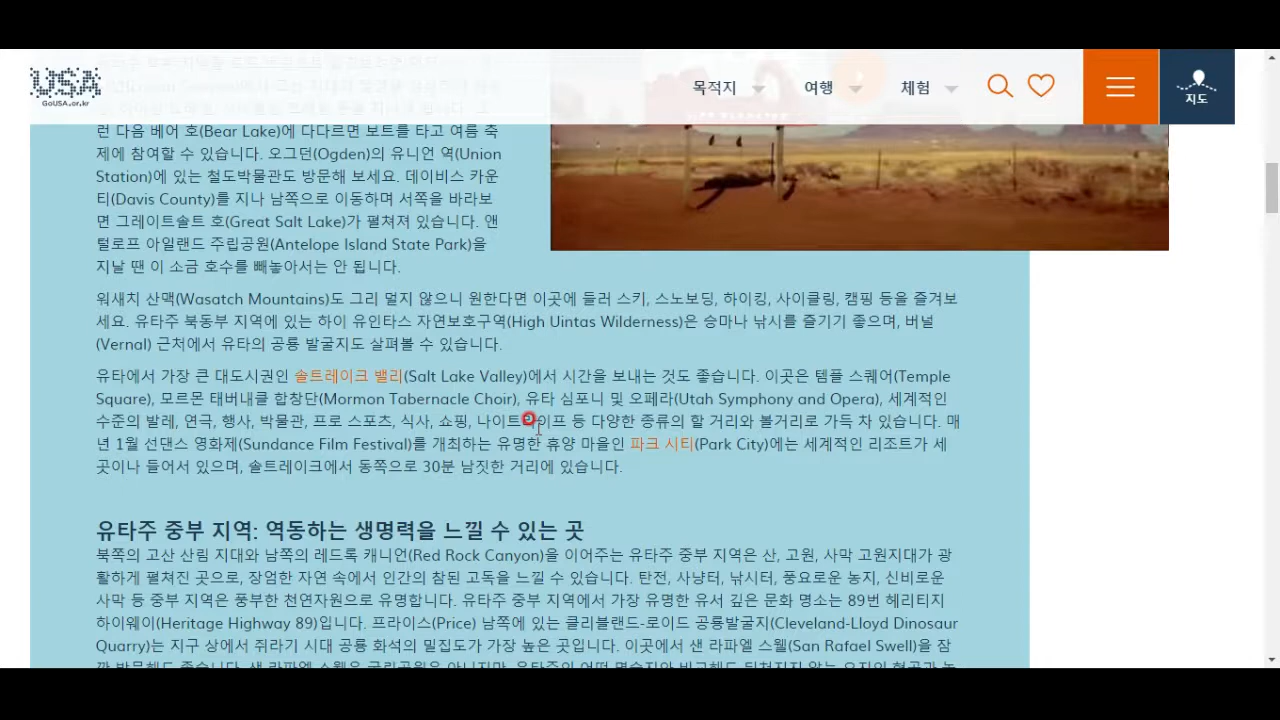 USA
GoUSA.or.kr
목적지
여행
체험
지도
런 다음 베어 호(Bear Lake)에 다다르면 보트를 타고 여름 축
제에 참여할 수 있습니다. 오그던(Ogden)의 유니언 역(Union
Station)에 있는 철도박물관도 방문해 보세요. 데이비스 카운
티(Davis County)를 지나 남쪽으로 이동하며 서쪽을 바라보
면 그레이트솔트 호(Great Salt Lake)가 펼쳐져 있습니다. 앤
털로프 아일랜드 주립공원(Antelope Island State Park)을
지날 땐 이 소금 호수를 빼놓아서는 안 됩니다.
워새치 산맥(Wasatch Mountains)도 그리 멀지 않으니 원한다면 이곳에 들러 스키, 스노보딩, 하이킹, 사이클링, 캠핑 등을 즐겨보
세요. 유타주 북동부 지역에 있는 하이 유인타스 자연보호구역(High Uintas Wilderness)은 승마나 낚시를 즐기기 좋으며, 버널
(Vernal) 근처에서 유타의 공룡 발굴지도 살펴볼 수 있습니다.
유타에서 가장 큰 대도시권인 솔트레이크 밸리(Salt Lake Valley)에서 시간을 보내는 것도 좋습니다. 이곳은 템플 스퀘어(Temple
Square), 모르몬 태버내클 합창단(Mormon Tabernacle Choir), 유타 심포니 및 오페라(Utah Symphony and Opera), 세계적인
수준의 발레, 연극, 행사, 박물관, 프로 스포츠, 식사, 쇼핑, 나이트라이프 등 다양한 종류의 할 거리와 볼거리로 가득 차 있습니다. 매
년 1월 선댄스 영화제(Sundance Film Festival)를 개최하는 유명한 휴양 마을인 파크 시티(Park City)에는 세계적인 리조트가 세
곳이나 들어서 있으며, 솔트레이크에서 동쪽으로 30분 남짓한 거리에 있습니다.
유타주 중부 지역: 역동하는 생명력을 느낄 수 있는 곳
북쪽의 고산 산림 지대와 남쪽의 레드록 캐니언(Red Rock Canyon)을 이어주는 유타주 중부 지역은 산, 고원, 사막 고원지대가 광
활하게 펼쳐진 곳으로, 장엄한 자연 속에서 인간의 참된 고독을 느낄 수 있습니다. 탄전, 사냥터, 낚시터, 풍요로운 농지, 신비로운
사막 등 중부 지역은 풍부한 천연자원으로 유명합니다. 유타주 중부 지역에서 가장 유명한 유서 깊은 문화 명소는 89번 헤리티지
하이웨이(Heritage Highway 89)입니다. 프라이스(Price) 남쪽에 있는 클리블랜드-로이드 공룡발굴지(Cleveland-Lloyd Dinosaur
Quarry)는 지구 상에서 쥐라기 시대 공룡 화석의 밀집도가 가장 높은 곳입니다. 이곳에서 샌 라파엘 스웰(San Rafael Swell)을 잠